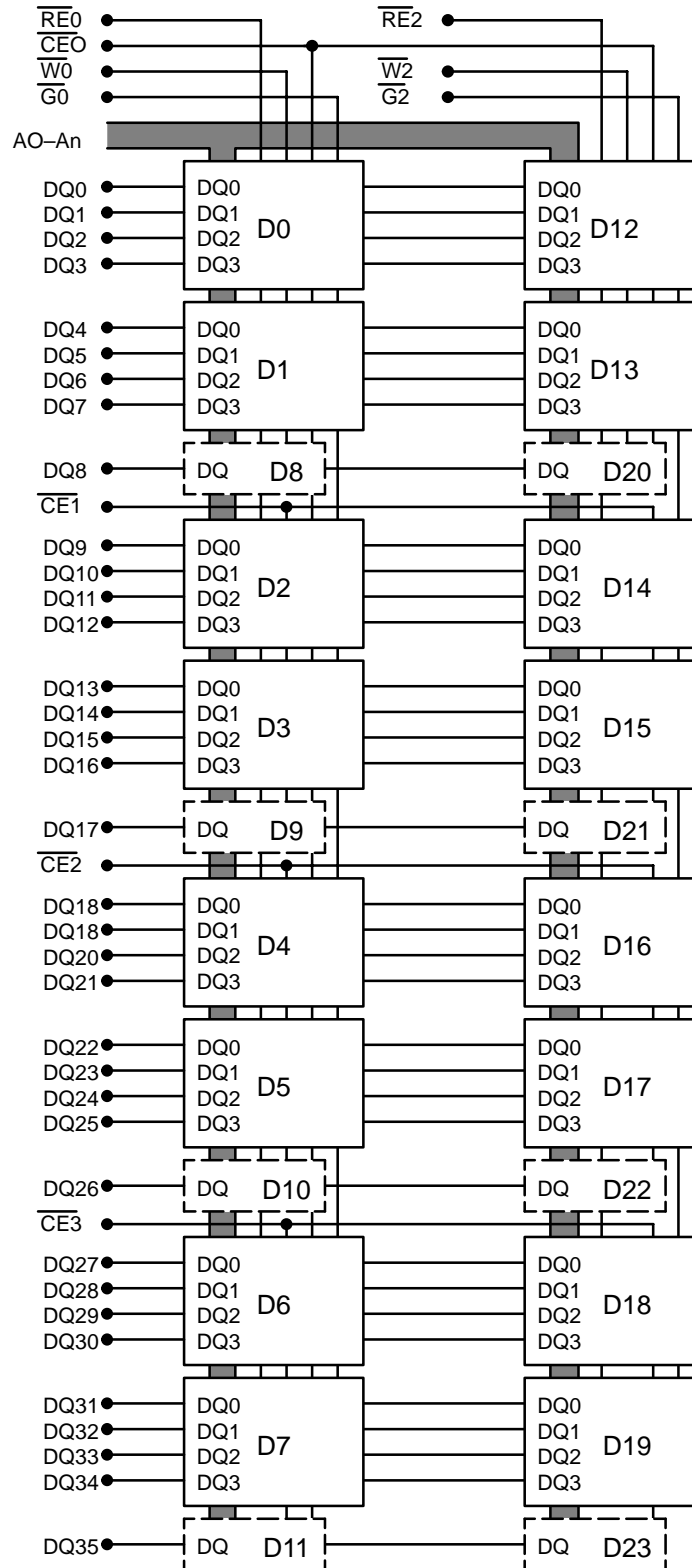 RE0 RE2
CEO
W0 W2
G0 G2
AO–An
DQ0 DQ0 DQ0
DQ1 DQ1 D0 DQ1 D12
DQ2 DQ2 DQ2
DQ3 DQ3 DQ3
DQ4 DQ0 DQ0
DQ5 DQ1 D1 DQ1 D13
DQ6 DQ2 DQ2
DQ7 DQ3 DQ3
DQ8 DQ D8 DQ D20
CE1
DQ9 DQ0 DQ0
DQ10 DQ1 D2 DQ1 D14
DQ11 DQ2 DQ2
DQ12 DQ3 DQ3
DQ13 DQ0 DQ0
DQ14 DQ1 D3 DQ1 D15
DQ15 DQ2 DQ2
DQ16 DQ3 DQ3
DQ17 DQ D9 DQ D21
CE2
DQ18 DQ0 DQ0
DQ18 DQ1 D4 DQ1 D16
DQ20 DQ2 DQ2
DQ21 DQ3 DQ3
DQ22 DQ0 DQ0
DQ23 DQ1 D5 DQ1 D17
DQ24 DQ2 DQ2
DQ25 DQ3 DQ3
DQ26 DQ D10 DQ D22
CE3
DQ27 DQ0 DQ0
DQ28 DQ1 D6 DQ1 D18
DQ29 DQ2 DQ2
DQ30 DQ3 DQ3
DQ31 DQ0 DQ0
DQ32 DQ1 D7 DQ1 D19
DQ33 DQ2 DQ2
DQ34 DQ3 DQ3
DQ35 DQ D11 DQ D23